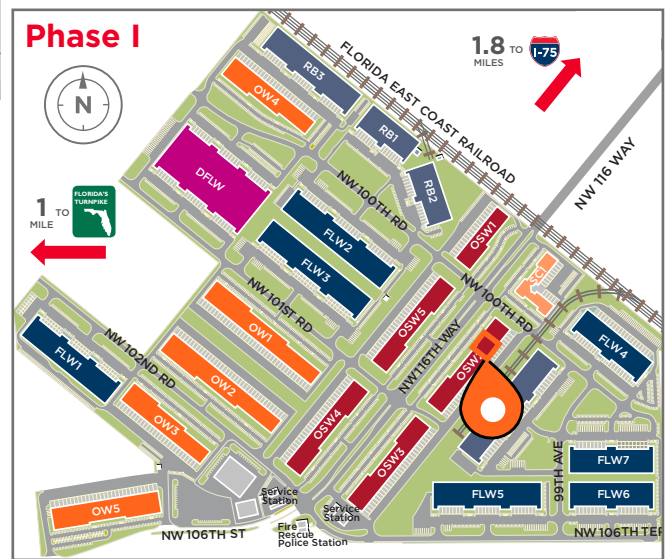 Phase I
1.8 TO
MILES
I-75
N
FLORIDA'S
TURNPIKE
1 TO
MILE
FLORIDA EAST COAST RAILROAD
NW 116 WAY
RB3
OW4
RB1
RB2
DFLW
NW 100TH RD
FLW2
FLW3
OSW1
SC1
NW 100TH RD
NW 101ST RD
OSW5
NW 116TH WAY
FLW4
OW1
FLW1
NW 102ND RD
OW2
OSW
OW3
OSW4
OSW3
99TH AVE
FLW7
FLW5
FLW6
OW5
Service
Station
Service
Station
NW 106TH ST
Fire
Rescue
Police Station
NW 106TH TE